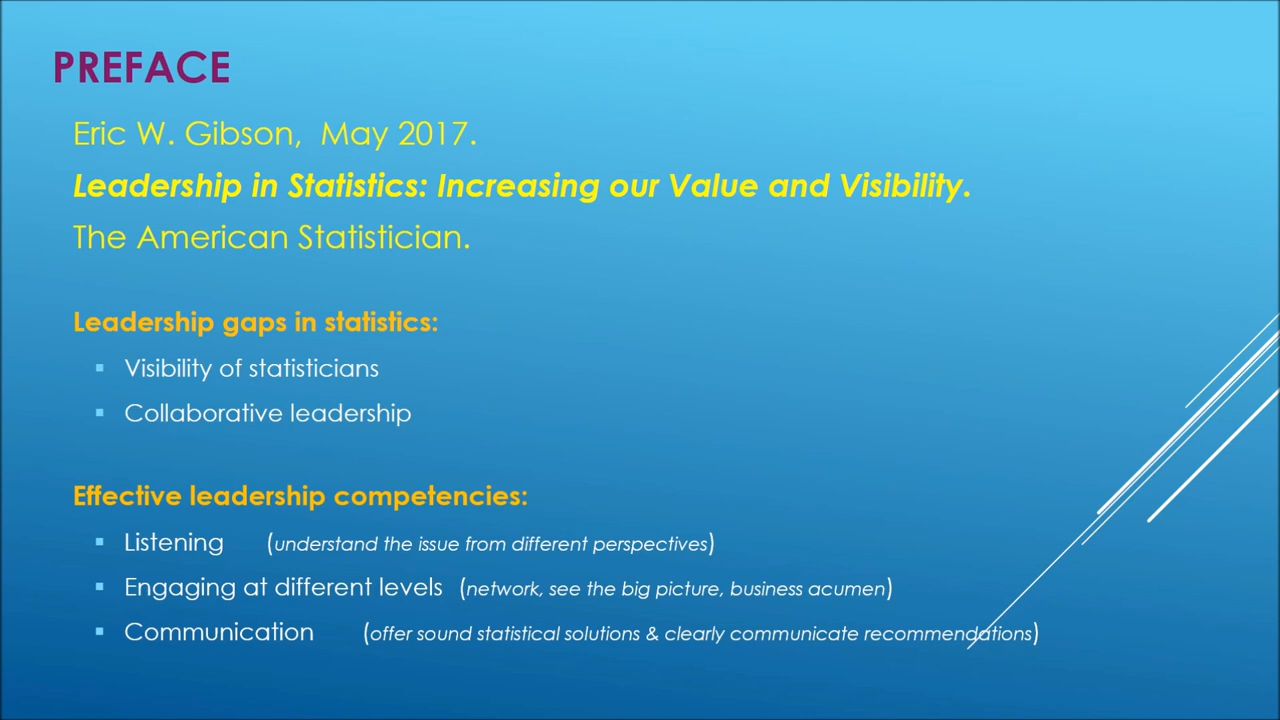 PREFACE
Eric W. Gibson,  May 2017.
Leadership in Statistics: Increasing our Value and Visibility.
The American Statistician.
Leadership gaps in statistics:
▪ Visibility of statisticians
▪ Collaborative leadership
Effective leadership competencies:
▪ Listening (understand the issue from different perspectives)
▪ Engaging at different levels (network, see the big picture, business acumen)
▪ Communication (offer sound statistical solutions & clearly communicate recommendations)